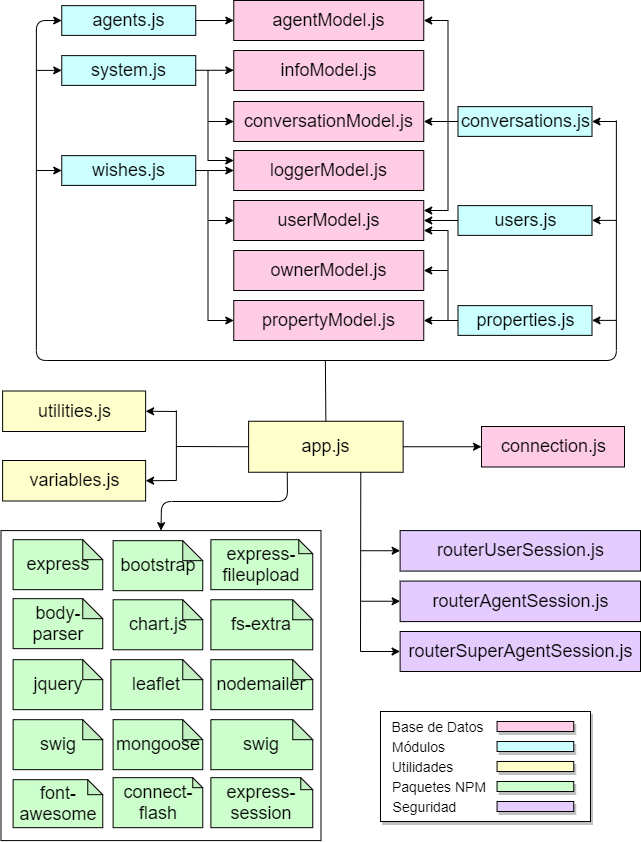 agents.js
agentModel.js
system.js
infoModel.js
conversationModel.js
conversations.js
wishes.js
loggerModel.js
userModel.js
users.js
ownerModel.js
propertyModel.js
properties.js
utilities.js
app.js
connection.js
variables.js
express
bootstrap
express-
fileupload
body-
parser
chart.js
fs-extra
jquery
leaflet
nodemailer
swig
mongoose
swig
font-
awesome
connect-
flash
express-
session
routerUserSession.js
routerAgentSession.js
routerSuperAgentSession.js
Base de Datos
Módulos
Utilidades
Paquetes NPM
Seguridad